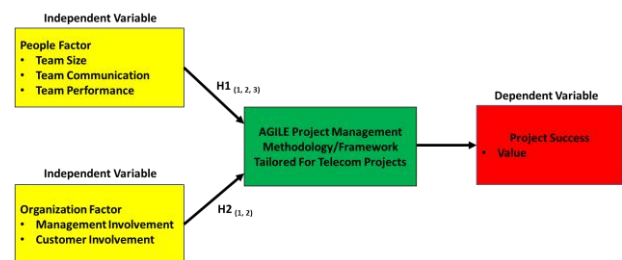 Independent Variable
People Factor
• Team Size
• Team Communication
• Team Performance
H1 (1, 2, 3)
AGILE Project Management
Methodology/Framework
Tailored For Telecom Projects
Dependent Variable
Project Success
• Value
Independent Variable
Organization Factor
• Management Involvement
• Customer Involvement
H2 (1, 2)